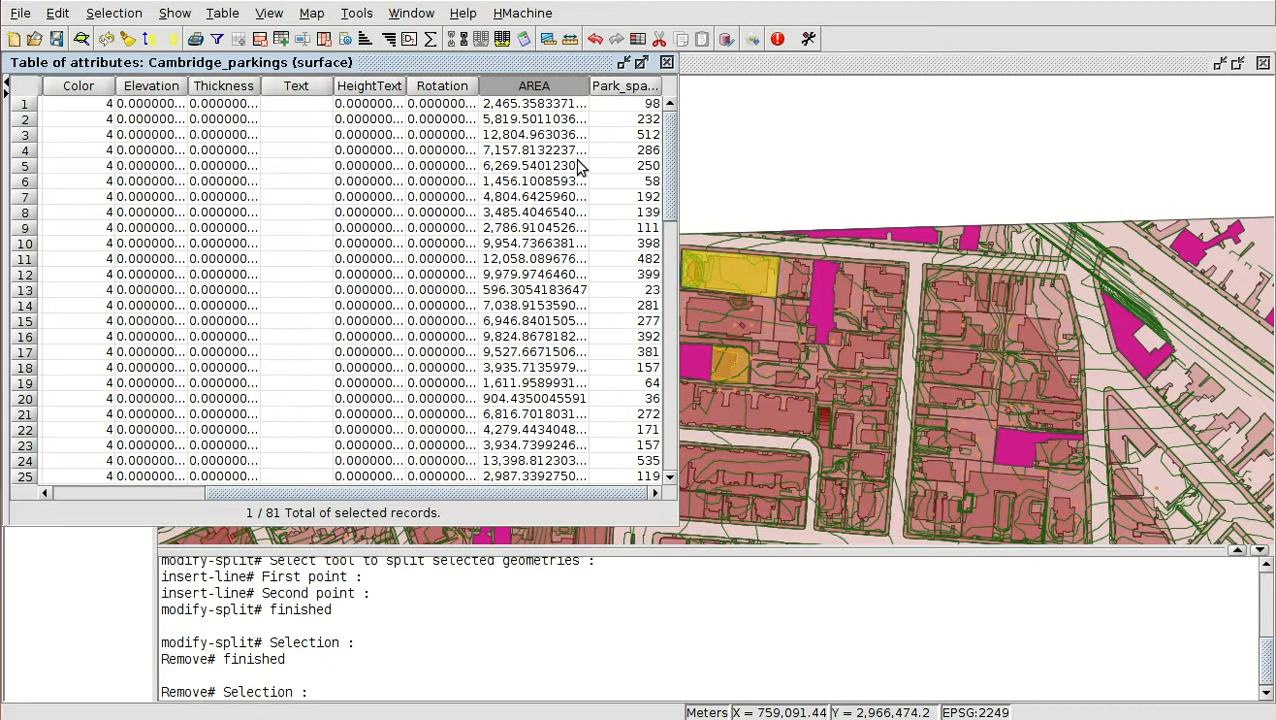 File Edit Selection Show Table View Map Tools Window Help HMachine
Table of attributes: Cambridge_parkings (surface)
Color Elevation Thickness Text HeightText Rotation AREA Park_spa...
1 4 0.000000... 0.000000... 0.000000... 0.000000... 2,465.3583371... 98
2 4 0.000000... 0.000000... 0.000000... 0.000000... 5,819.5011036... 232
3 4 0.000000... 0.000000... 0.000000... 0.000000... 12,804.963036... 512
4 4 0.000000... 0.000000... 0.000000... 0.000000... 7,157.8132237... 286
5 4 0.000000... 0.000000... 0.000000... 0.000000... 6,269.5401230... 250
6 4 0.000000... 0.000000... 0.000000... 0.000000... 1,456.1008593... 58
7 4 0.000000... 0.000000... 0.000000... 0.000000... 4,804.6425960... 192
8 4 0.000000... 0.000000... 0.000000... 0.000000... 3,485.4046540... 139
9 4 0.000000... 0.000000... 0.000000... 0.000000... 2,786.9104526... 111
10 4 0.000000... 0.000000... 0.000000... 0.000000... 9,954.7366381... 398
11 4 0.000000... 0.000000... 0.000000... 0.000000... 12,058.089676... 482
12 4 0.000000... 0.000000... 0.000000... 0.000000... 9,979.9746460... 399
13 4 0.000000... 0.000000... 0.000000... 0.000000... 596.3054183647 23
14 4 0.000000... 0.000000... 0.000000... 0.000000... 7,038.9153590... 281
15 4 0.000000... 0.000000... 0.000000... 0.000000... 6,946.8401505... 277
16 4 0.000000... 0.000000... 0.000000... 0.000000... 9,824.8678182... 392
17 4 0.000000... 0.000000... 0.000000... 0.000000... 9,527.6671506... 381
18 4 0.000000... 0.000000... 0.000000... 0.000000... 3,935.7135979... 157
19 4 0.000000... 0.000000... 0.000000... 0.000000... 1,611.9589931... 64
20 4 0.000000... 0.000000... 0.000000... 0.000000... 904.4350045591 36
21 4 0.000000... 0.000000... 0.000000... 0.000000... 6,816.7018031... 272
22 4 0.000000... 0.000000... 0.000000... 0.000000... 4,279.4434048... 171
23 4 0.000000... 0.000000... 0.000000... 0.000000... 3,934.7399246... 157
24 4 0.000000... 0.000000... 0.000000... 0.000000... 13,398.812303... 535
25 4 0.000000... 0.000000... 0.000000... 0.000000... 2,987.3392750... 119
1 / 81 Total of selected records.
modify-split# Select tool to split selected geometries :
insert-line# First point :
insert-line# Second point :
modify-split# finished
modify-split# Selection :
Remove# finished
Remove# Selection :
Meters X = 759,091.44 Y = 2,966,474.2 EPSG:2249